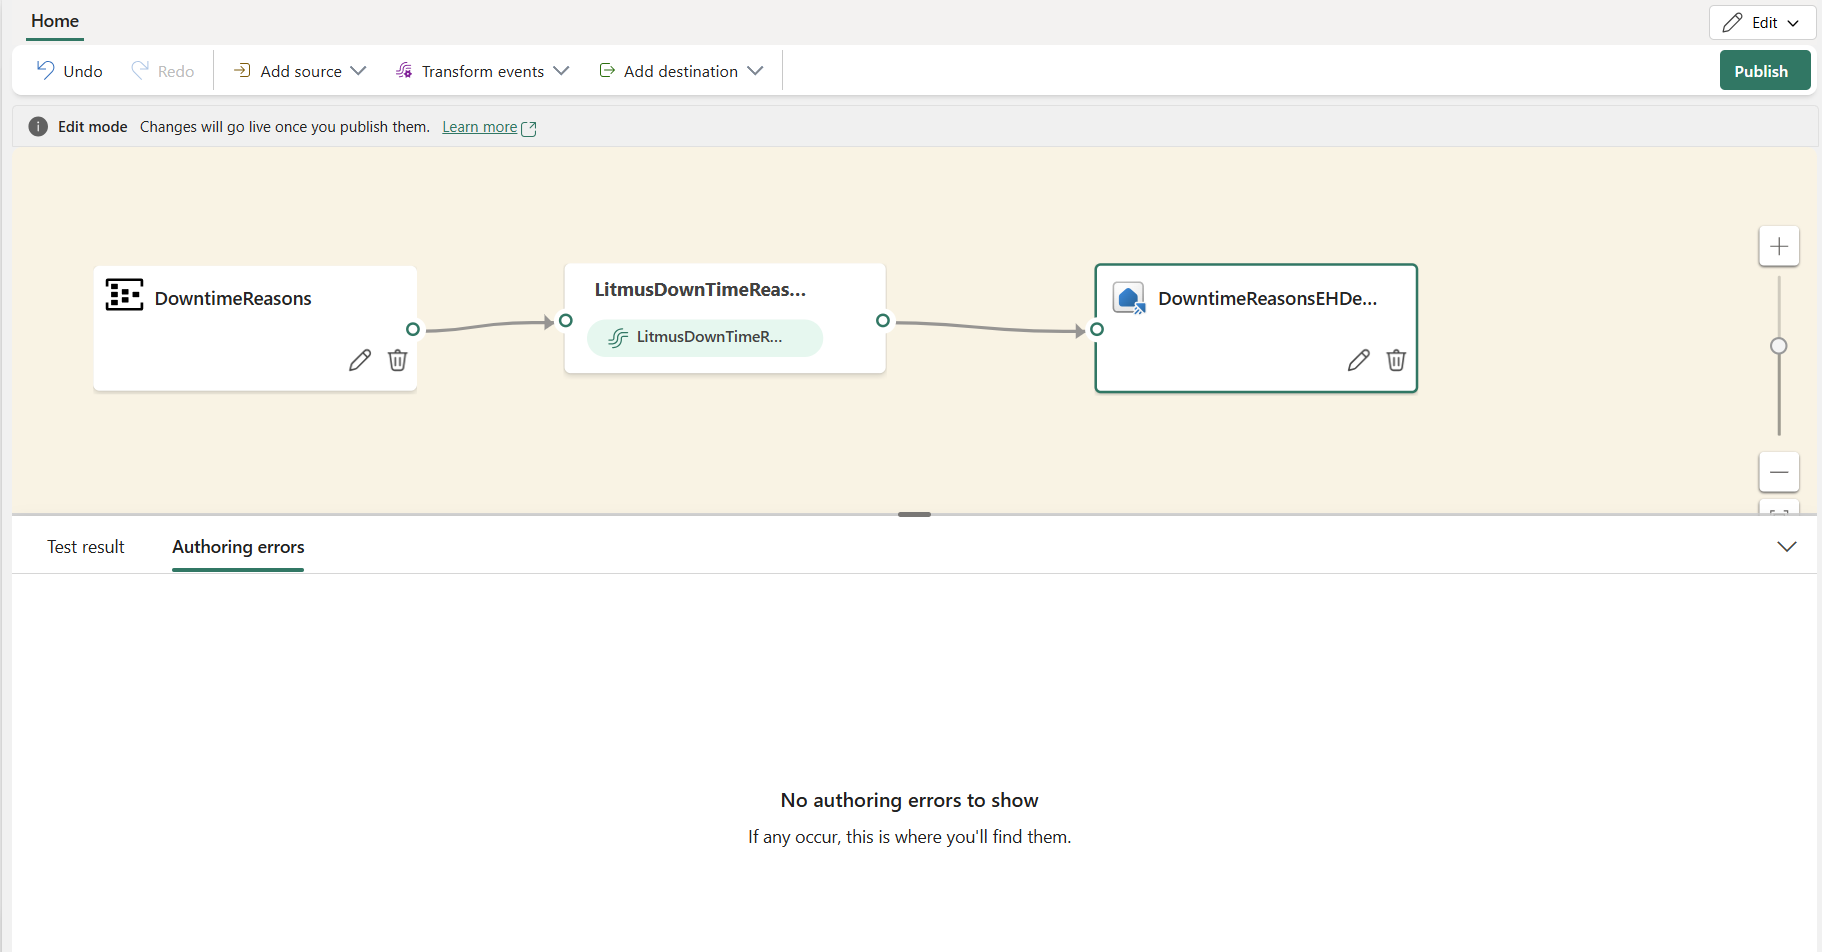 Home
Edit
Undo
Redo
Add source
Transform events
Add destination
Publish
Edit mode Changes will go live once you publish them. Learn more
DowntimeReasons
LitmusDownTimeReas...
LitmusDownTimeR...
DowntimeReasonsEHDe...
Test result
Authoring errors
No authoring errors to show
If any occur, this is where you'll find them.